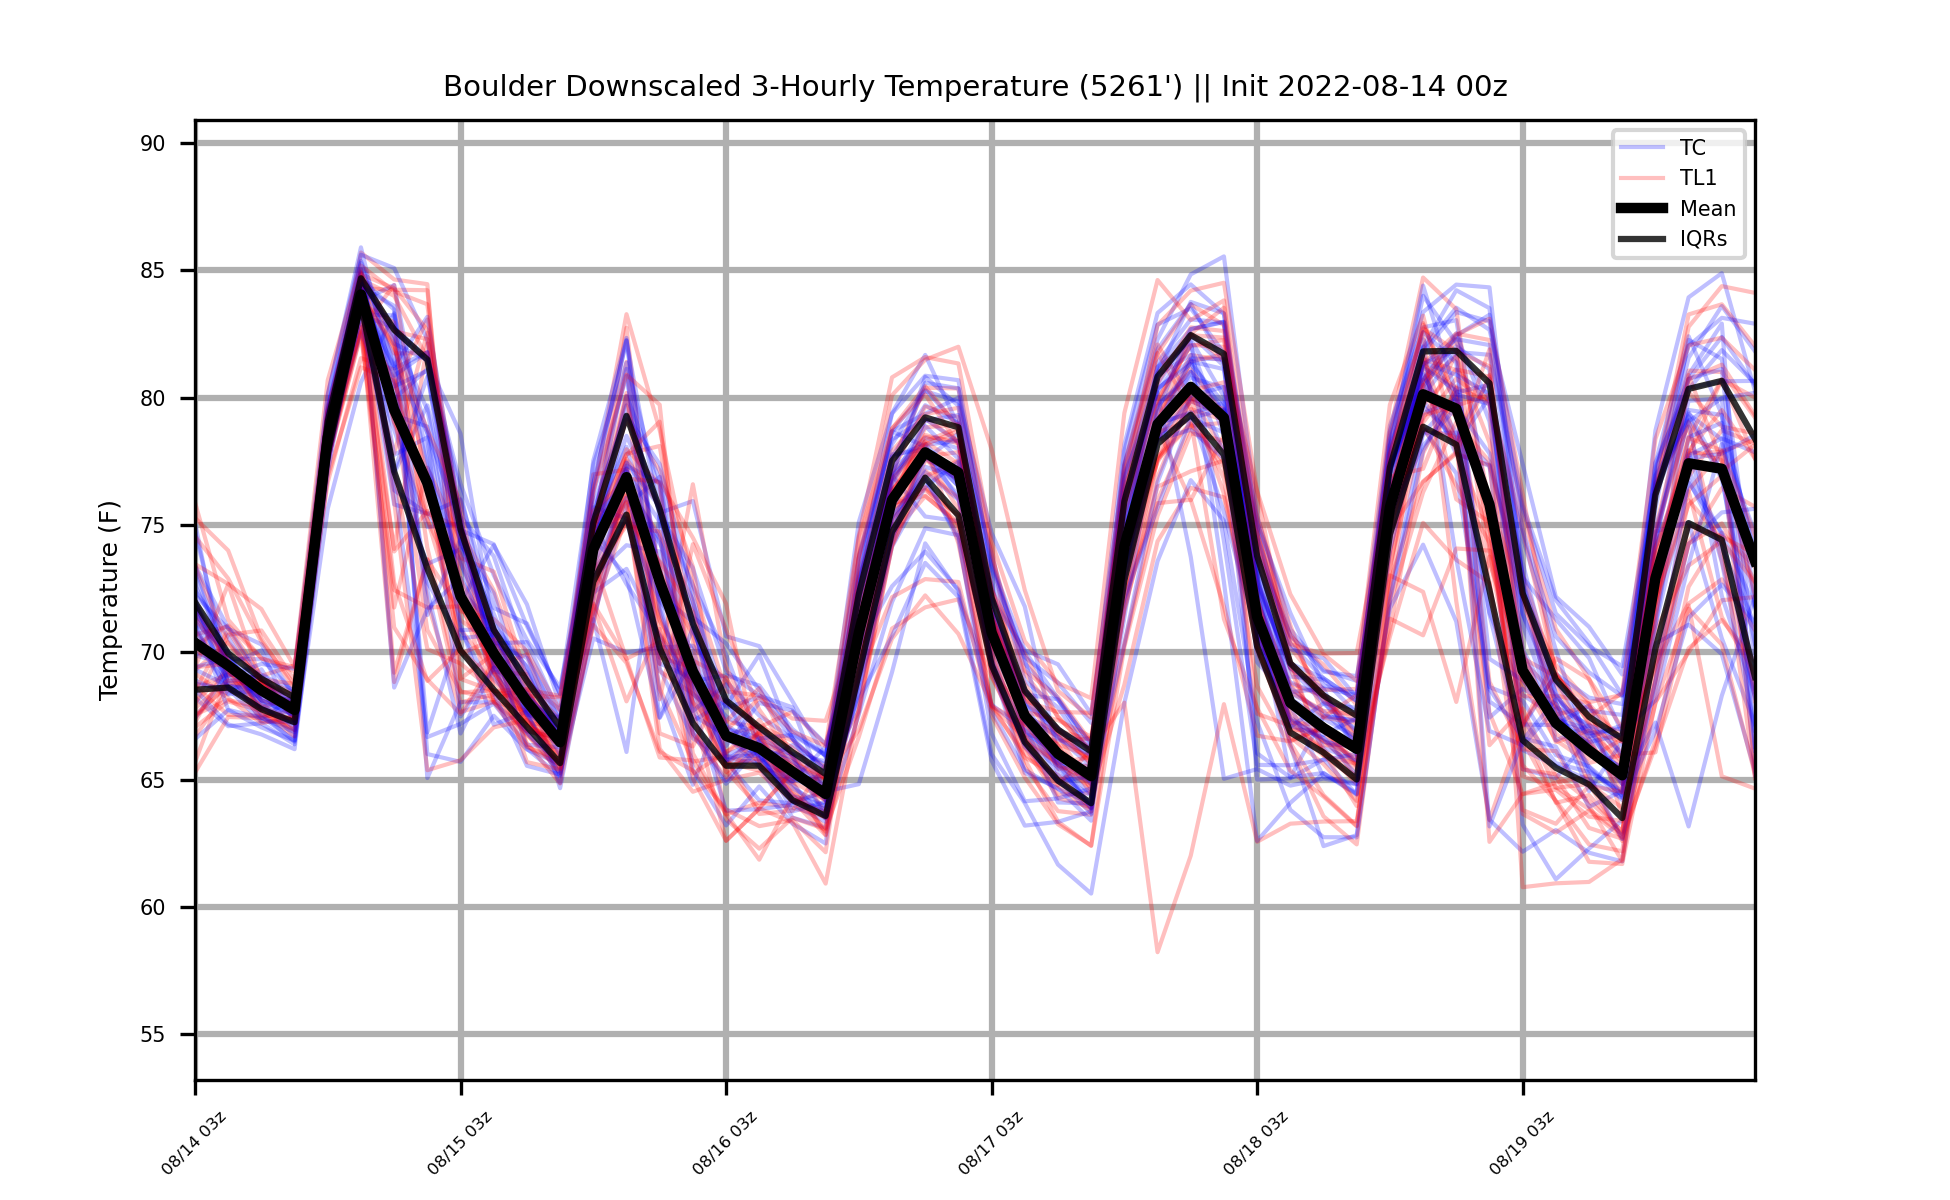 Boulder Downscaled 3-Hourly Temperature (5261') || Init 2022-08-14 00z
TC
TL1
Mean
IQRs
Temperature (F)
90
85
80
75
70
65
60
55
08/14 03z
08/15 03z
08/16 03z
08/17 03z
08/18 03z
08/19 03z